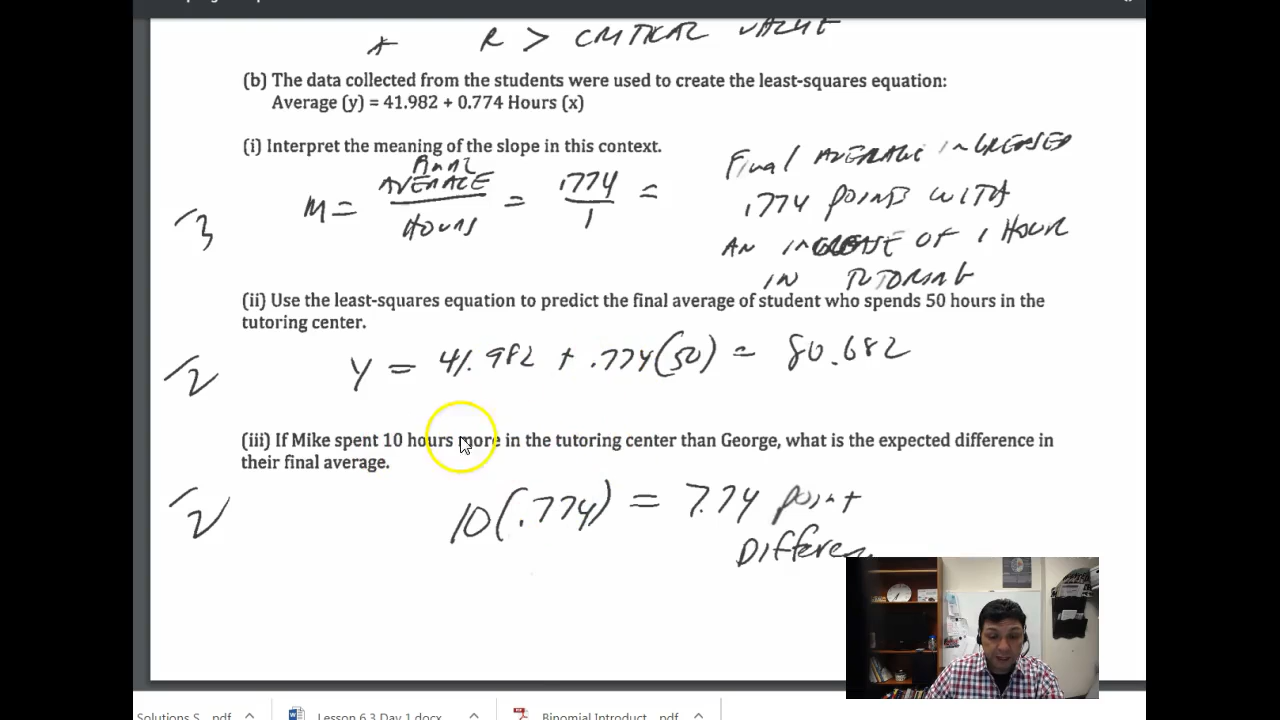 * R > CRITICAL VALUE
(b) The data collected from the students were used to create the least-squares equation:
Average (y) = 41.982 + 0.774 Hours (x)
(i) Interpret the meaning of the slope in this context.
M = FINAL AVERAGE / HOURS = .774 / 1 =
FINAL AVERAGE INCREASED
.774 POINTS WITH
AN INCREASE OF 1 HOUR
IN TUTORING
(ii) Use the least-squares equation to predict the final average of student who spends 50 hours in the
tutoring center.
Y = 41.982 + .774(50) = 80.682
(iii) If Mike spent 10 hours more in the tutoring center than George, what is the expected difference in
their final average.
10(.774) = 7.74 point
Differen
Solutions S....pdf
Lesson 6.3 Day 1.docx
Binomial Introduct....pdf